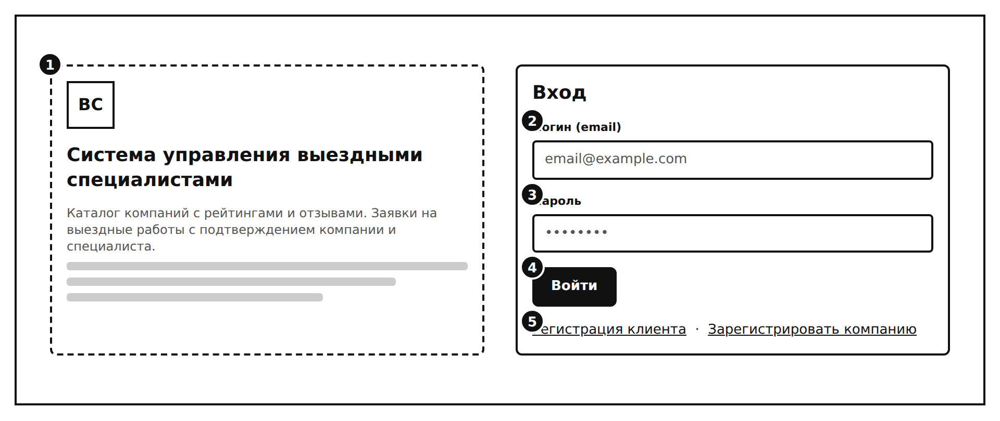 1
ВС
Система управления выездными
специалистами
Каталог компаний с рейтингами и отзывами. Заявки на
выездные работы с подтверждением компании и
специалиста.
Вход
2 огин (email)
email@example.com
3 ароль
••••••••
4
Войти
5 егистрация клиента · Зарегистрировать компанию